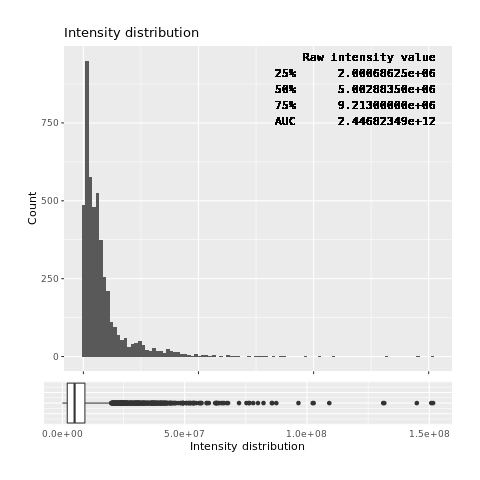 Intensity distribution
Raw intensity value
25% 2.00068625e+06
50% 5.00288350e+06
75% 9.21300000e+06
AUC 2.44682349e+12
750
500
250
0
Count
0.0e+00 5.0e+07 1.0e+08 1.5e+08
Intensity distribution